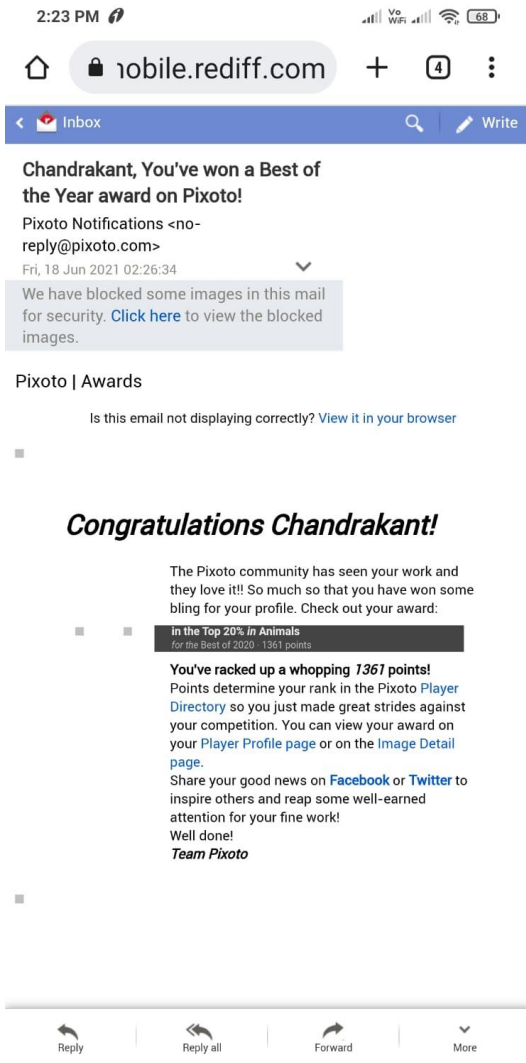 2:23 PM
Vo
WiFi
68
nobile.rediff.com
4
Inbox
Write
Chandrakant, You've won a Best of
the Year award on Pixoto!
Pixoto Notifications <no-
reply@pixoto.com>
Fri, 18 Jun 2021 02:26:34
We have blocked some images in this mail
for security. Click here to view the blocked
images.
Pixoto | Awards
Is this email not displaying correctly? View it in your browser
Congratulations Chandrakant!
The Pixoto community has seen your work and
they love it!! So much so that you have won some
bling for your profile. Check out your award:
in the Top 20% in Animals
for the Best of 2020 · 1361 points
You've racked up a whopping 1361 points!
Points determine your rank in the Pixoto Player
Directory so you just made great strides against
your competition. You can view your award on
your Player Profile page or on the Image Detail
page.
Share your good news on Facebook or Twitter to
inspire others and reap some well-earned
attention for your fine work!
Well done!
Team Pixoto
Reply
Reply all
Forward
More